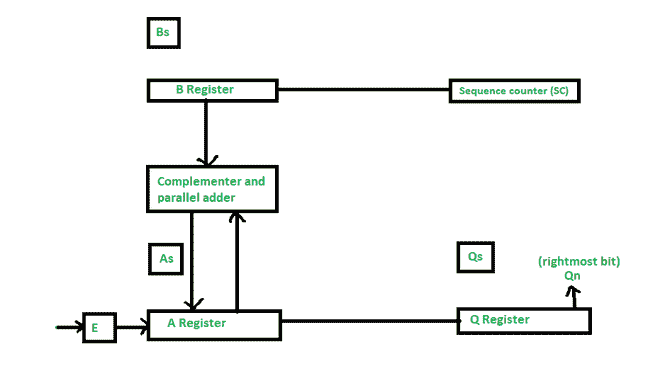 Bs
B Register
Sequence counter (SC)
Complementer and
parallel adder
As
Qs
(rightmost bit)
Qn
E
A Register
Q Register